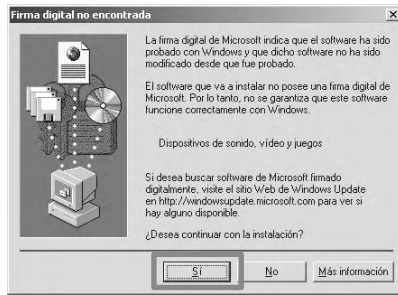 Firma digital no encontrada
La firma digital de Microsoft indica que el software ha sido
probado con Windows y que dicho software no ha sido
modificado desde que fue probado.
El software que va a instalar no posee una firma digital de
Microsoft. Por lo tanto, no se garantiza que este software
funcione correctamente con Windows.
Dispositivos de sonido, vídeo y juegos
Si desea buscar software de Microsoft firmado
digitalmente, visite el sitio Web de Windows Update
en http://windowsupdate.microsoft.com para ver si
hay alguno disponible.
¿Desea continuar con la instalación?
Sí No Más información